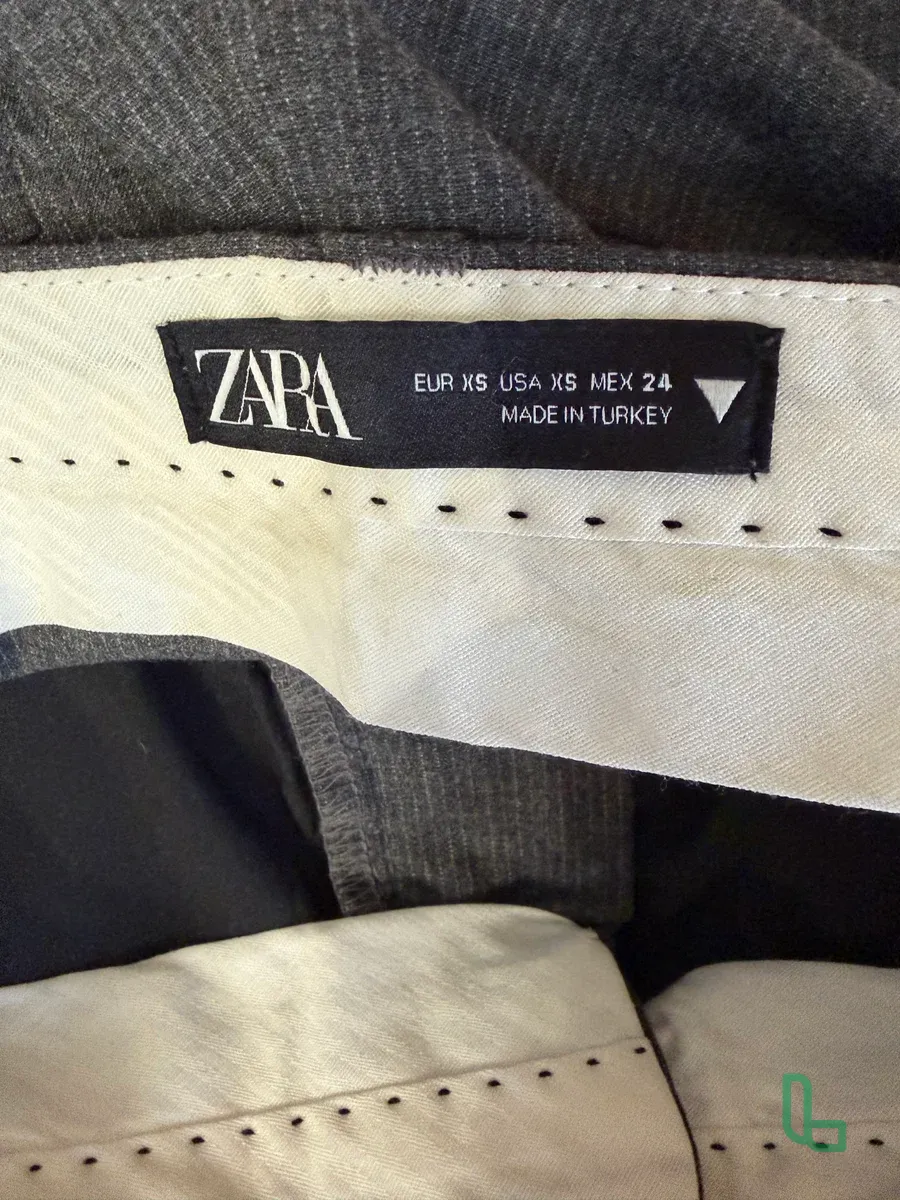 ZARA
EUR XS USA XS MEX 24
MADE IN TURKEY